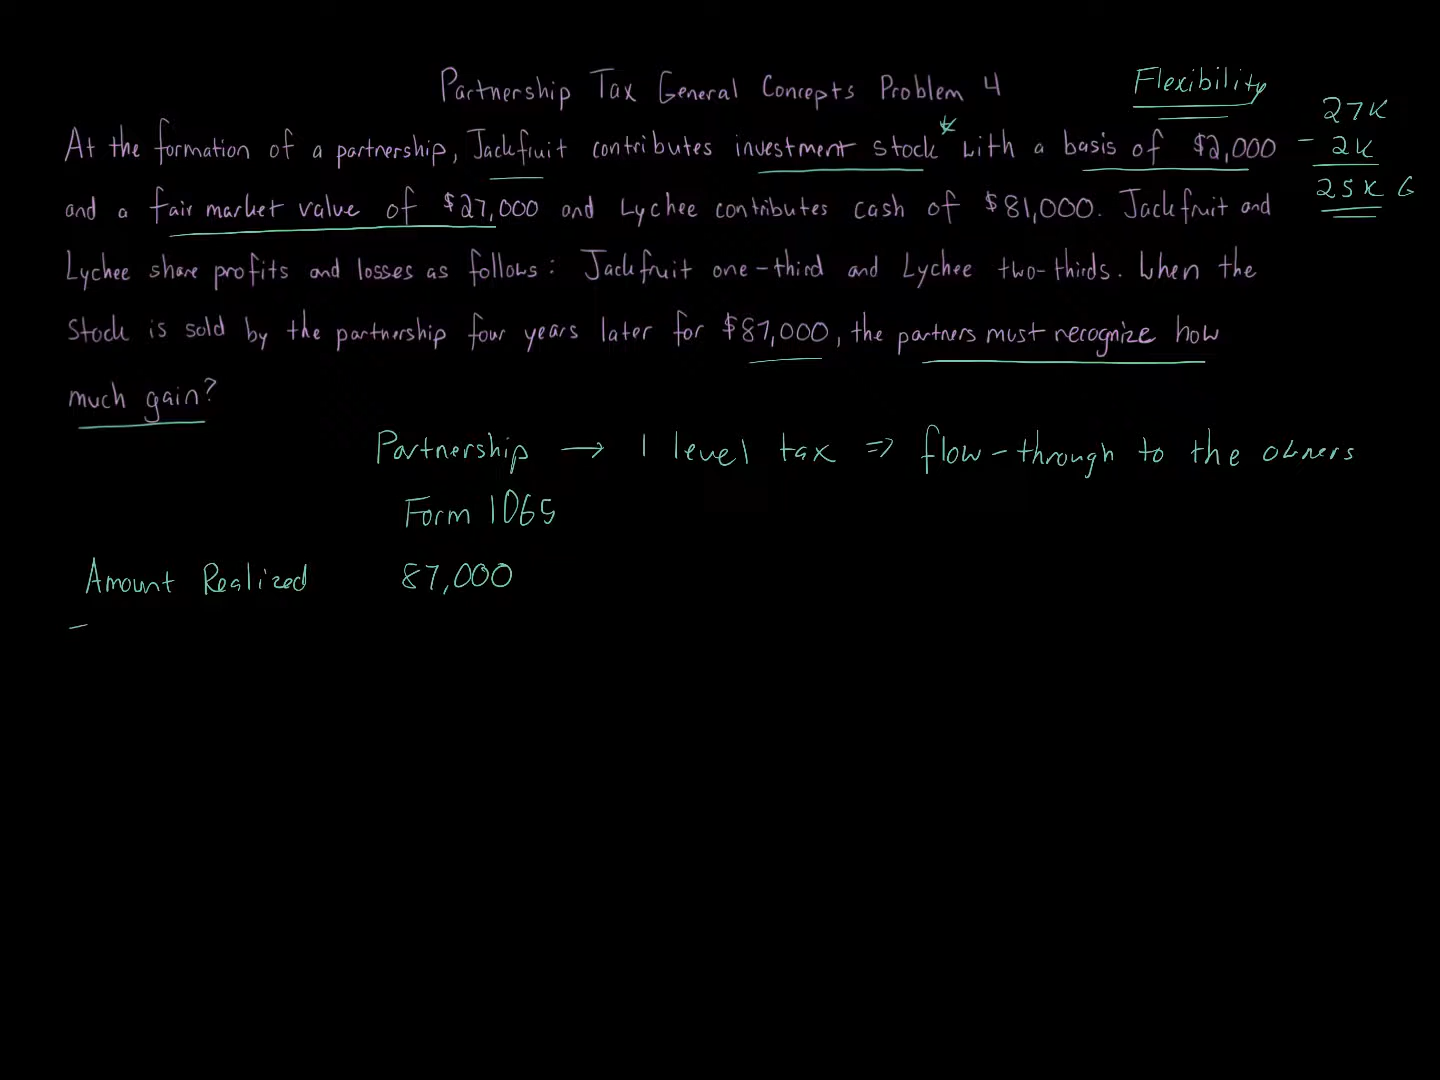 Partnership Tax General Concepts Problem 4
Flexibility
27K
At the formation of a partnership, Jackfruit contributes investment stock* with a basis of $2,000
- 2K
25K G
and a fair market value of $27,000 and Lychee contributes cash of $81,000. Jackfruit and
Lychee share profits and losses as follows: Jackfruit one-third and Lychee two-thirds. When the
Stock is sold by the partnership four years later for $87,000, the partners must recognize how
much gain?
Partnership → 1 level tax ⇒ flow-through to the owners
Form 1065
Amount Realized 87,000
-